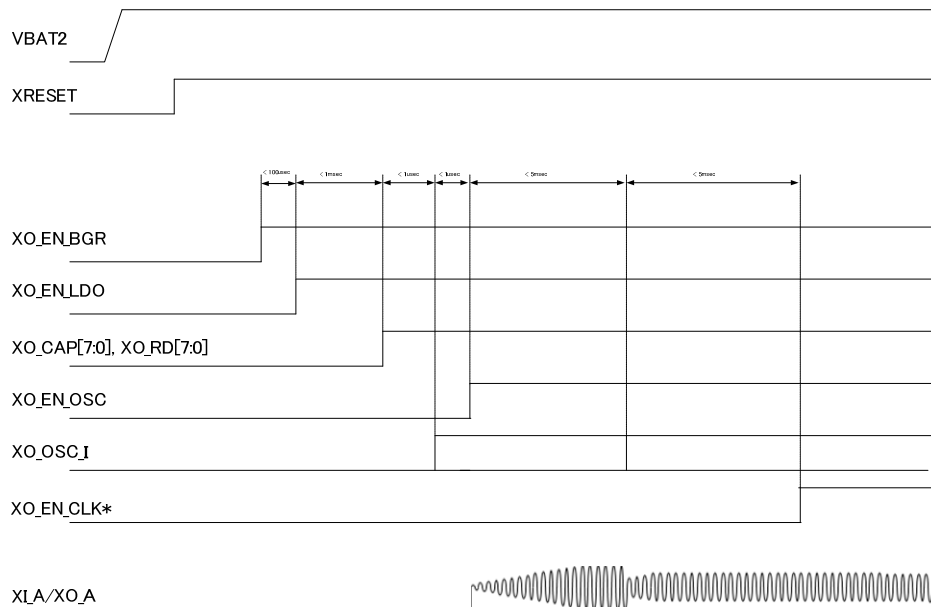 VBAT2
XRESET
< 100usec < 1msec < 1usec < 1usec < 5msec < 5msec
XO_EN_BGR
XO_EN_LDO
XO_CAP[7:0], XO_RD[7:0]
XO_EN_OSC
XO_OSC_I
XO_EN_CLK*
XI_A/XO_A